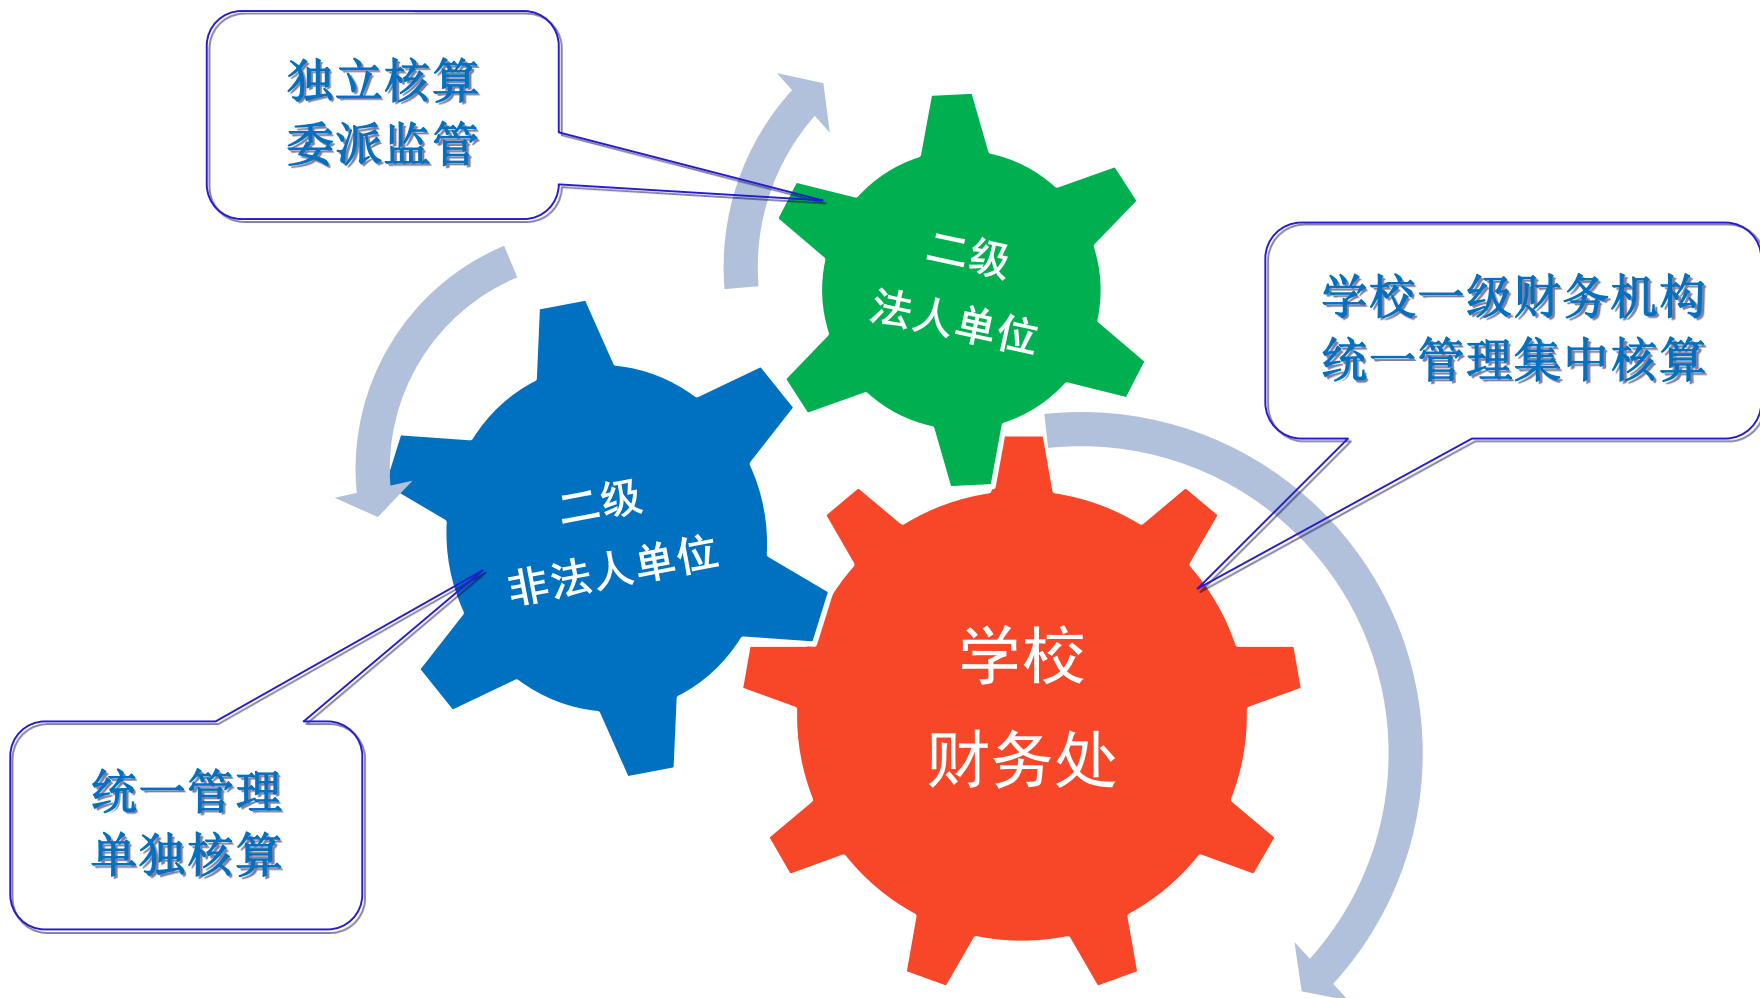 独立核算
委派监管
二级
法人单位
学校一级财务机构
统一管理集中核算
二级
非法人单位
学校
财务处
统一管理
单独核算